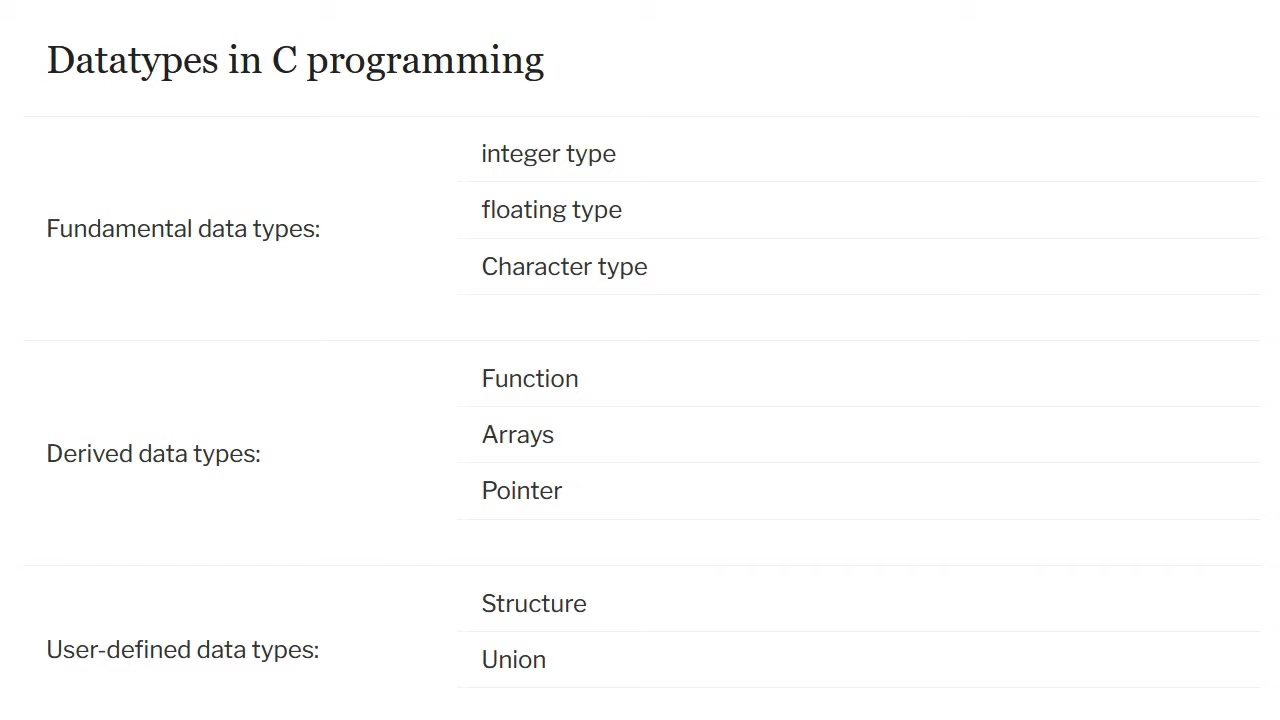 Datatypes in C programming
Fundamental data types:
integer type
floating type
Character type
Derived data types:
Function
Arrays
Pointer
User-defined data types:
Structure
Union